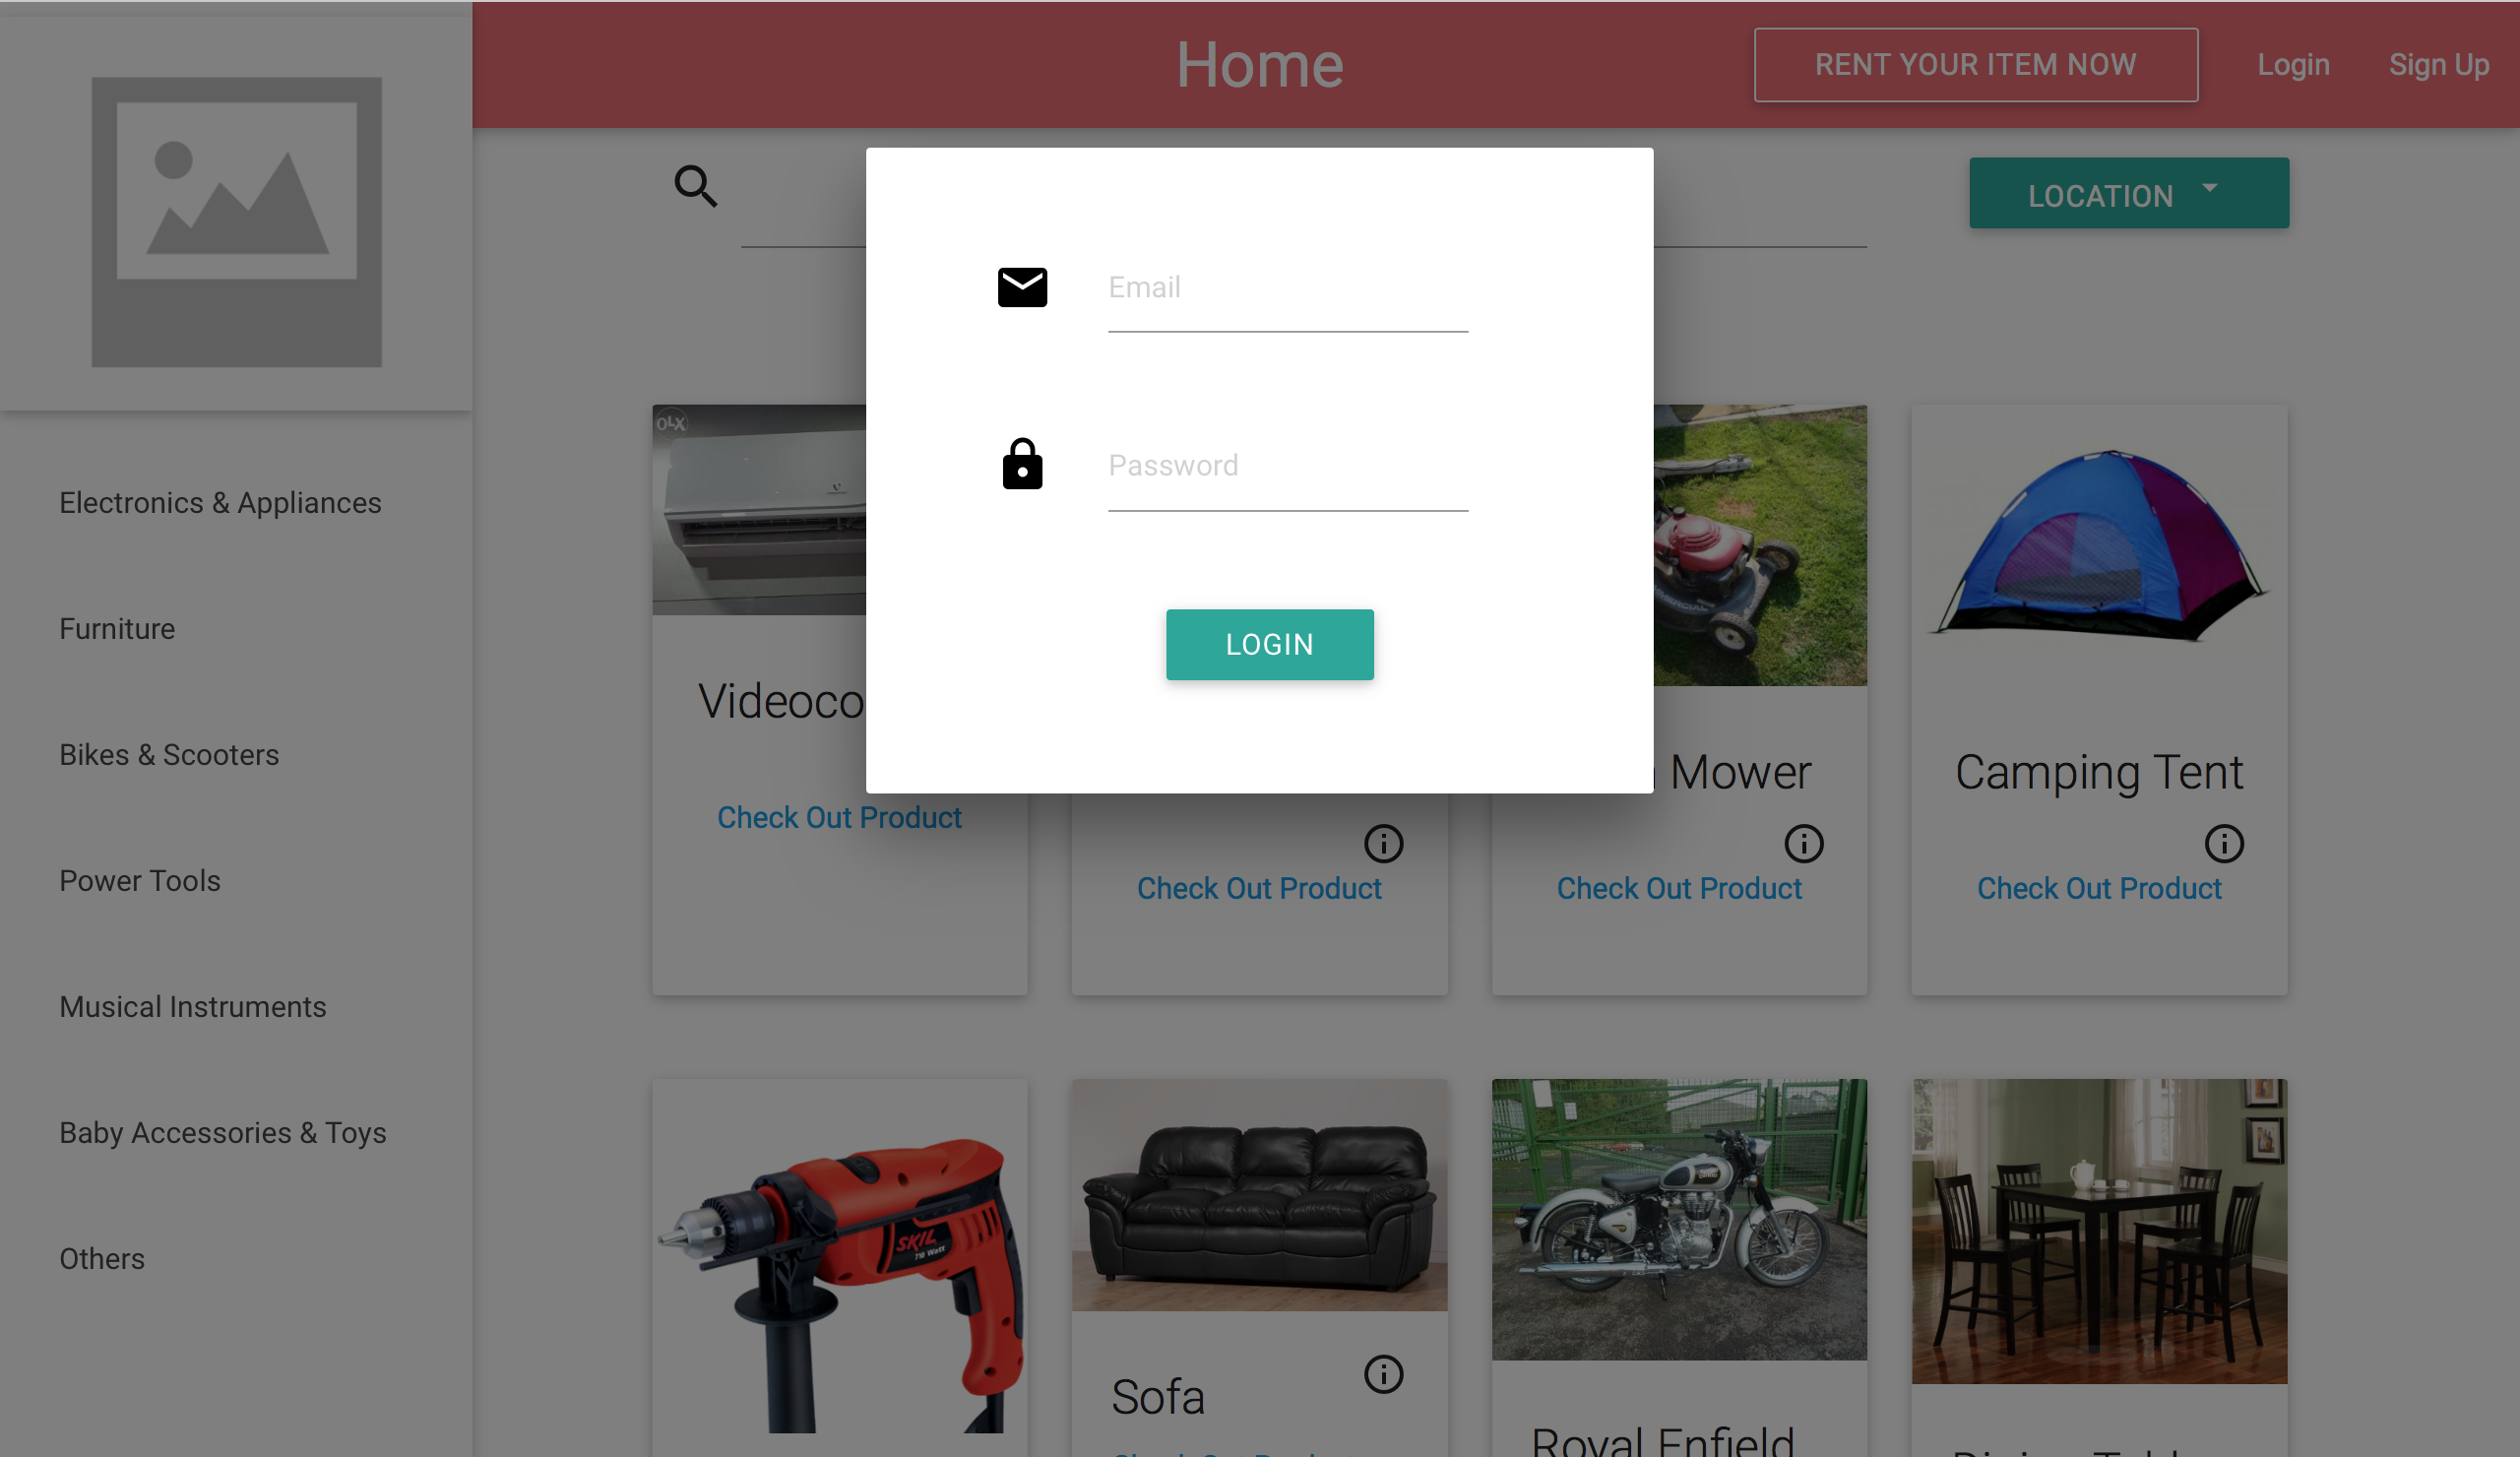 Home
RENT YOUR ITEM NOW
Login
Sign Up
LOCATION
Email
Password
LOGIN
Electronics & Appliances
Furniture
Bikes & Scooters
Power Tools
Musical Instruments
Baby Accessories & Toys
Others
OLX
Videoco
Mower
Camping Tent
Check Out Product
Check Out Product
Check Out Product
Check Out Product
SKIL
710 Watt
Sofa
Royal Enfield